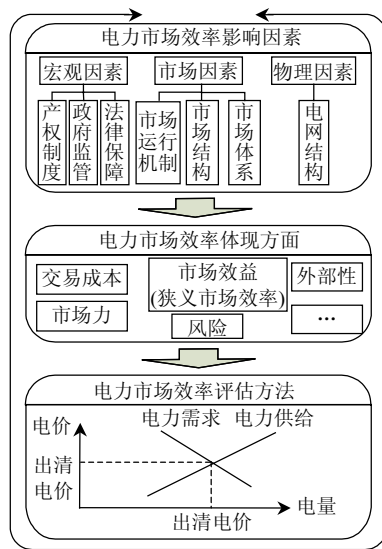 电力市场效率影响因素
宏观因素
市场因素
物理因素
产权制度
政府监管
法律保障
市场运行机制
市场结构
市场体系
电网结构
电力市场效率体现方面
交易成本
市场效益
(狭义市场效率)
外部性
市场力
风险
...
电力市场效率评估方法
电价
电力需求
电力供给
出清
电价
电量
出清电价